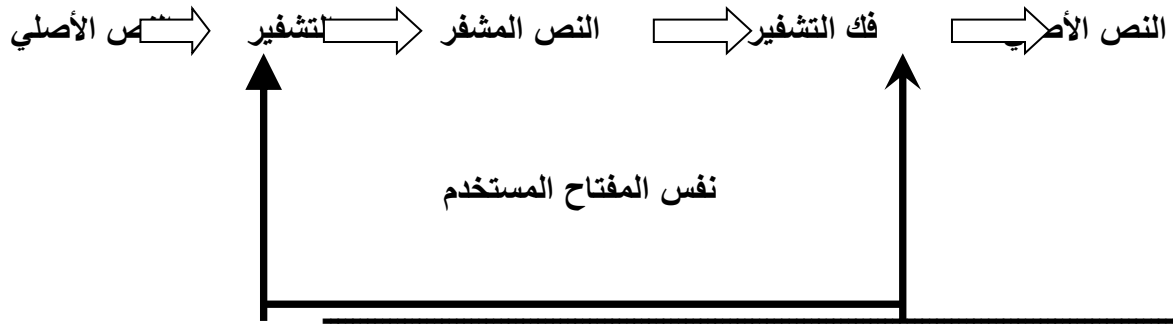 النص الأصلي التشفير النص المشفر فك التشفير النص الأصلي
نفس المفتاح المستخدم